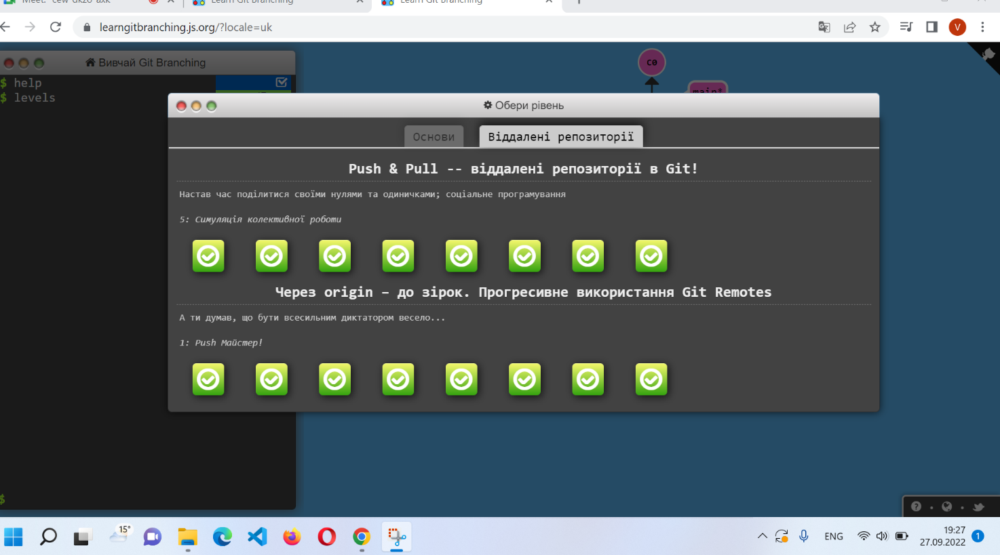 Meet: "cew-dkzo-axk"
Learn Git Branching
Learn Git Branching
learngitbranching.js.org/?locale=uk
V
Вивчай Git Branching
$ help
$ levels
$
C0
main*
Обери рівень
Основи
Віддалені репозиторії
Push & Pull -- віддалені репозиторії в Git!
Настав час поділитися своїми нулями та одиничками; соціальне програмування
5: Симуляція колективної роботи
Через origin – до зірок. Прогресивне використання Git Remotes
А ти думав, що бути всесильним диктатором весело...
1: Push Майстер!
15°
ENG
19:27
27.09.2022
1